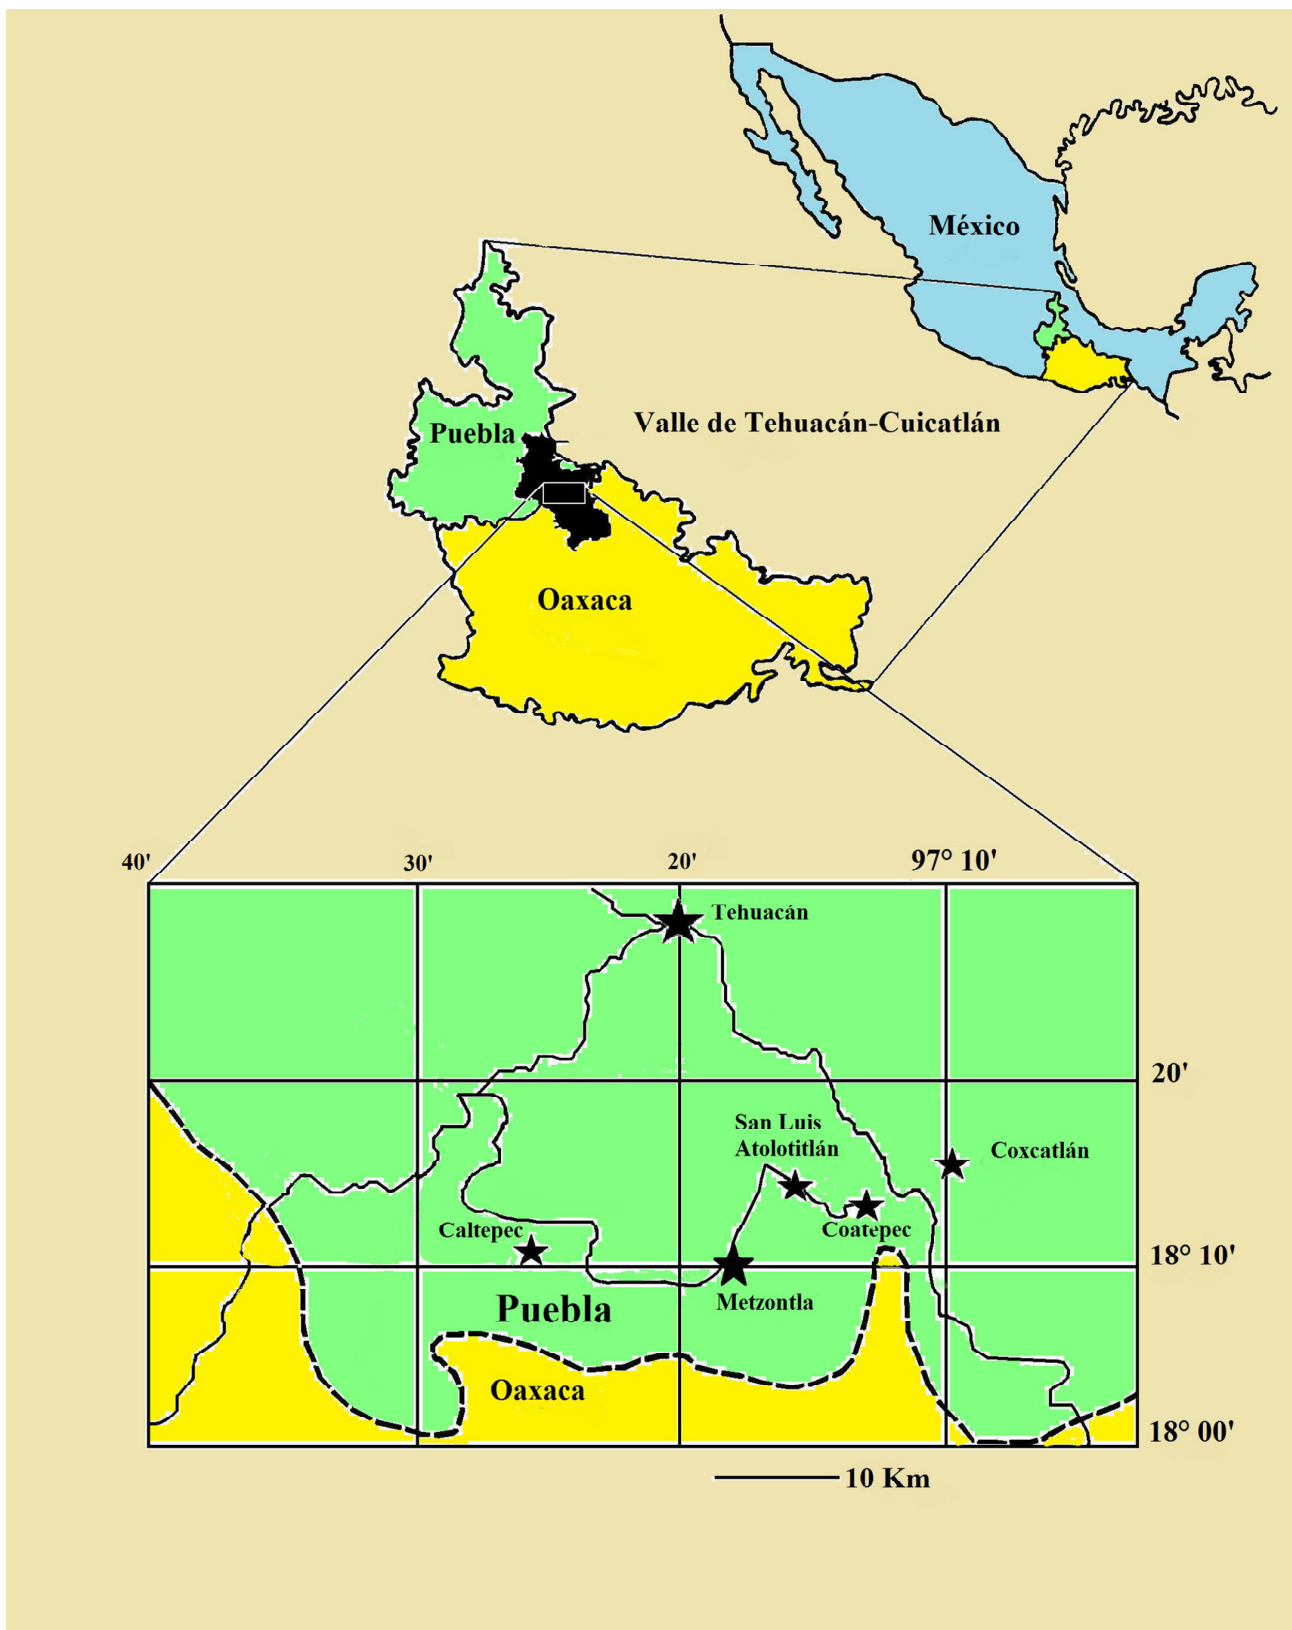 México
Valle de Tehuacán-Cuicatlán
Puebla
Oaxaca
40'
30'
20'
97° 10'
Tehuacán
20'
San Luis
Atolotitlán
Coxcatlán
Caltepec
Coatepec
18° 10'
Metzontla
Puebla
Oaxaca
18° 00'
10 Km